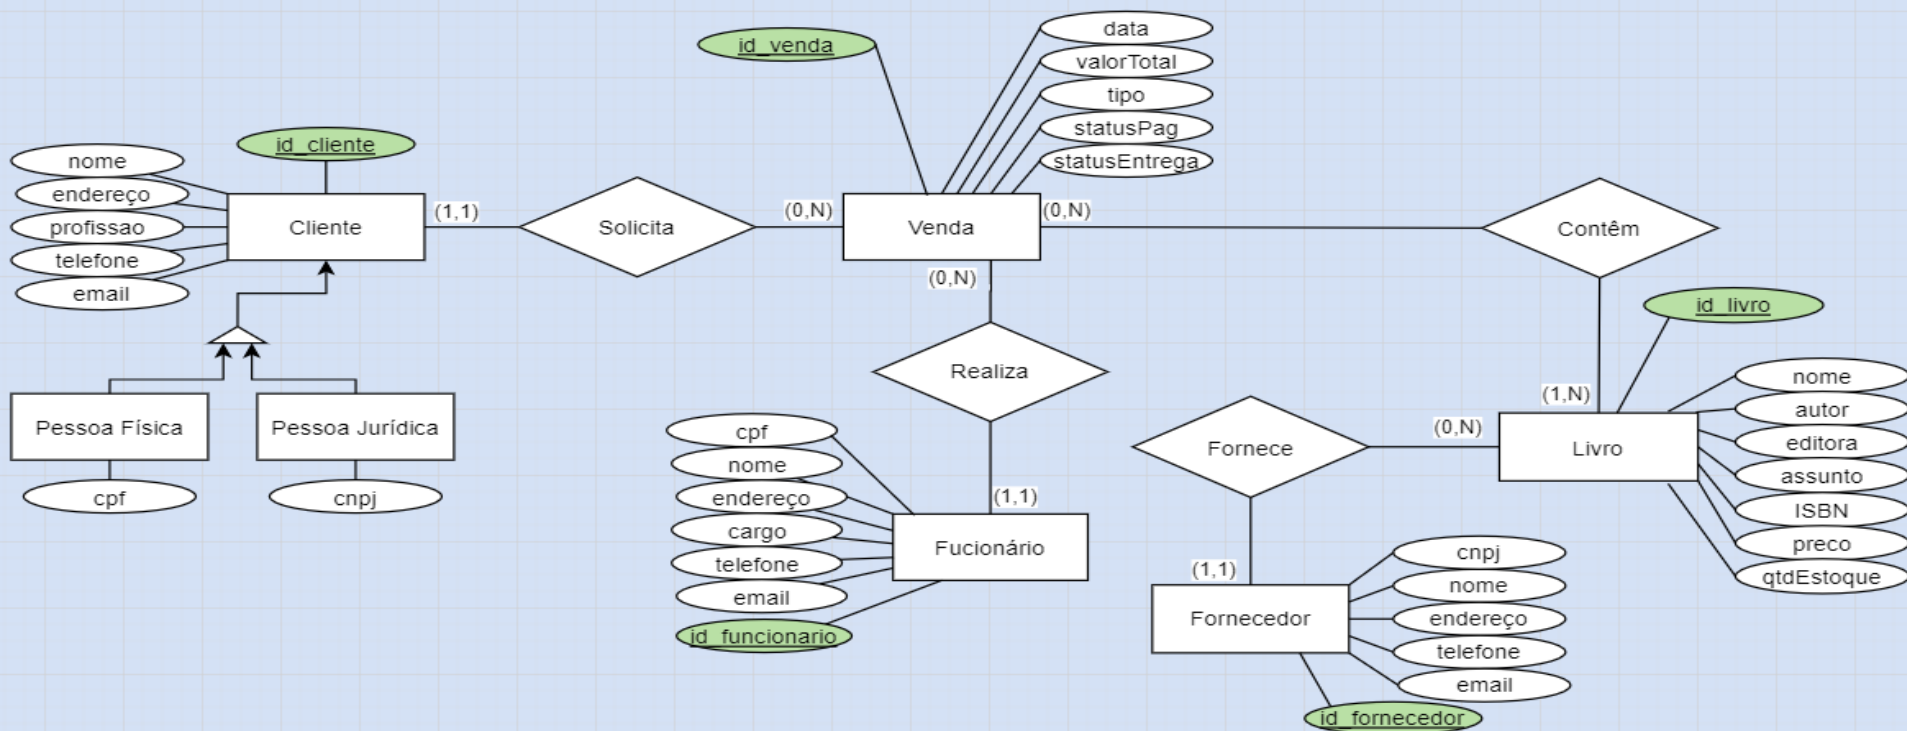 data
id_venda
valorTotal
tipo
statusPag
id_cliente
nome
statusEntrega
endereço
(1,1)
(0,N)
(0,N)
profissao
Cliente
Solicita
Venda
Contêm
telefone
(0,N)
email
id_livro
Realiza
nome
(1,N)
autor
Pessoa Física
Pessoa Jurídica
cpf
(0,N)
editora
Fornece
Livro
nome
assunto
cpf
cnpj
endereço
(1,1)
ISBN
cargo
Fucionário
preco
cnpj
telefone
(1,1)
qtdEstoque
nome
email
Fornecedor
endereço
id_funcionario
telefone
email
id_fornecedor